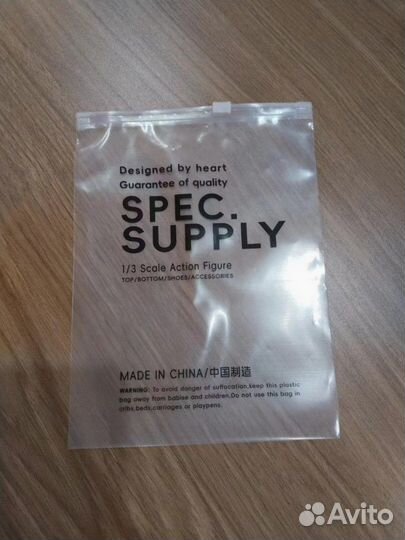 Designed by heart
Guarantee of quality
SPEC.
SUPPLY
1/3 Scale Action Figure
TOP/BOTTOM/SHOES/ACCESSORIES
MADE IN CHINA/中国制造
WARNING: To avoid danger of suffocation,keep this plastic
bag away from babise and children.Do not use this bag in
cribs,beds,carriages or playpens.
Avito